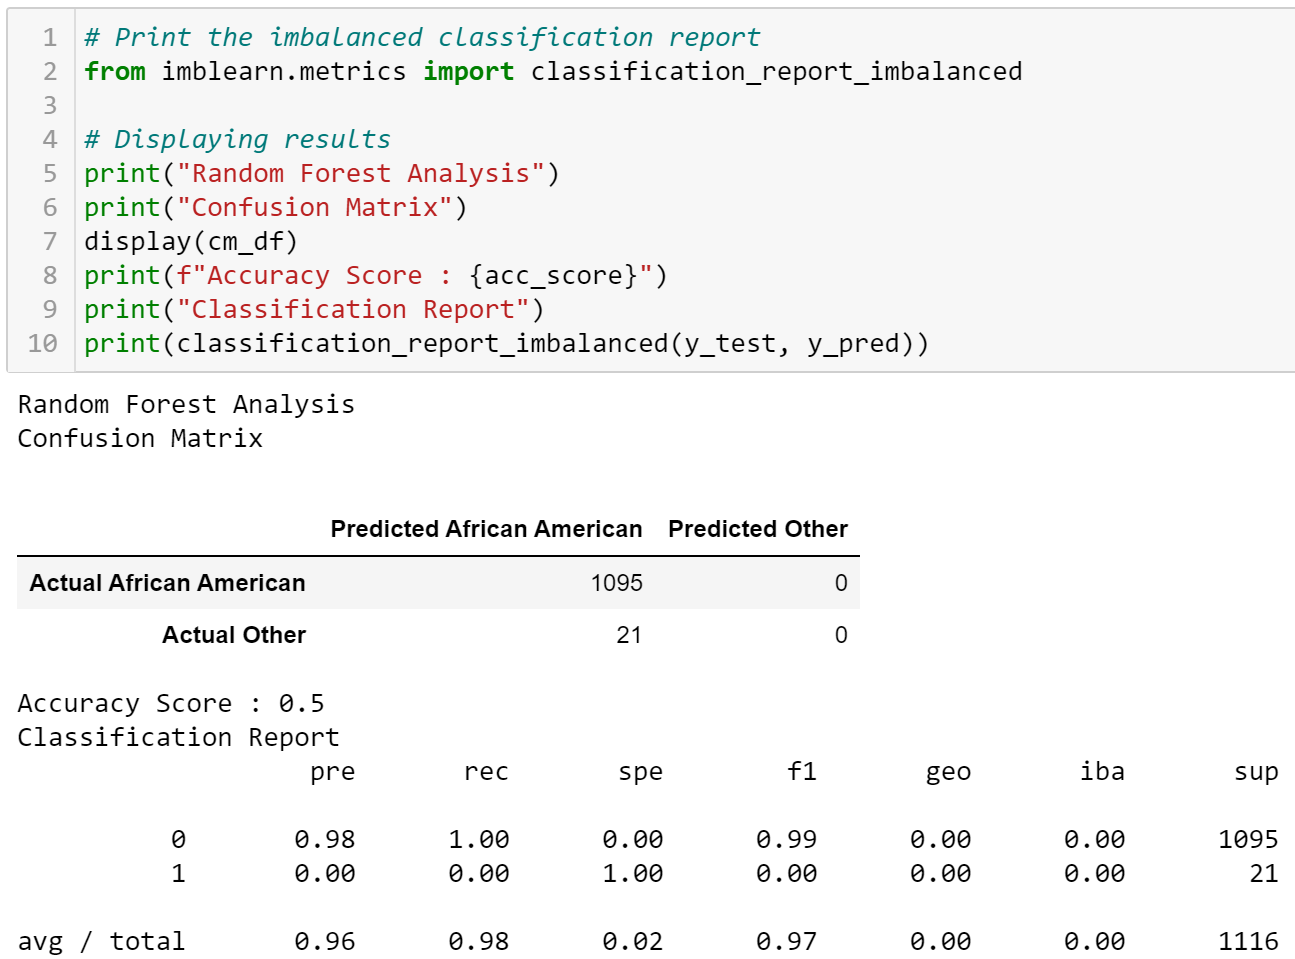 1 # Print the imbalanced classification report
2 from imblearn.metrics import classification_report_imbalanced
3
4 # Displaying results
5 print("Random Forest Analysis")
6 print("Confusion Matrix")
7 display(cm_df)
8 print(f"Accuracy Score : {acc_score}")
9 print("Classification Report")
10 print(classification_report_imbalanced(y_test, y_pred))
Random Forest Analysis
Confusion Matrix
Predicted African American Predicted Other
Actual African American 1095 0
Actual Other 21 0
Accuracy Score : 0.5
Classification Report
pre rec spe f1 geo iba sup
0 0.98 1.00 0.00 0.99 0.00 0.00 1095
1 0.00 0.00 1.00 0.00 0.00 0.00 21
avg / total 0.96 0.98 0.02 0.97 0.00 0.00 1116